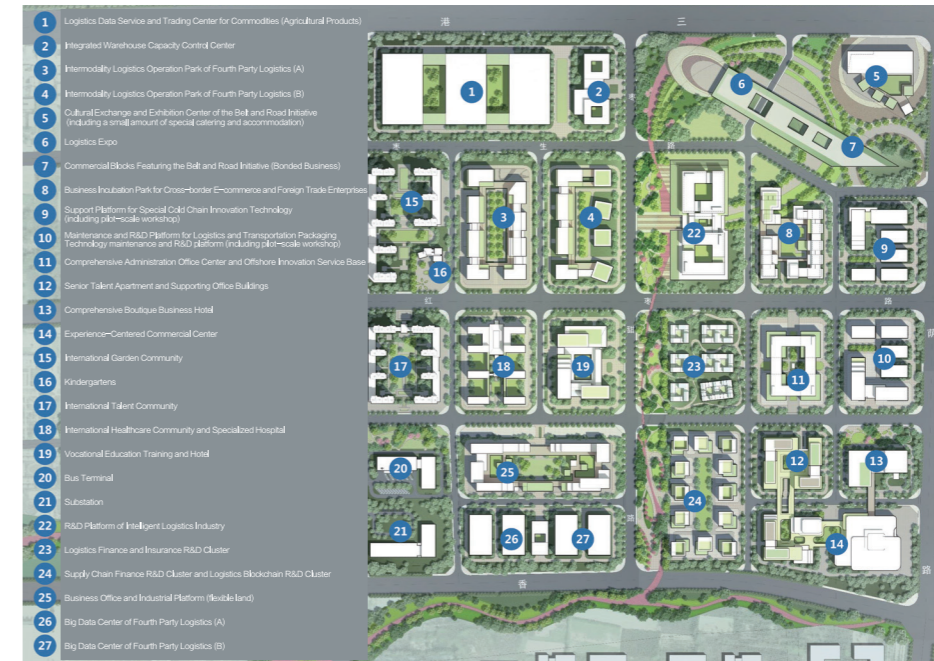 1 Logistics Data Service and Trading Center for Commodities (Agricultural Products)
2 Integrated Warehouse Capacity Control Center
3 Intermodality Logistics Operation Park of Fourth Party Logistics (A)
4 Intermodality Logistics Operation Park of Fourth Party Logistics (B)
5 Cultural Exchange and Exhibition Center of the Belt and Road Initiative
(including a small amount of special catering and accommodation)
6 Logistics Expo
7 Commercial Blocks Featuring the Belt and Road Initiative (Bonded Business)
8 Business Incubation Park for Cross-border E-commerce and Foreign Trade Enterprises
9 Support Platform for Special Cold Chain Innovation Technology
(including pilot-scale workshop)
10 Maintenance and R&D Platform for Logistics and Transportation Packaging
Technology maintenance and R&D platform (including pilot-scale workshop)
11 Comprehensive Administration Office Center and Offshore Innovation Service Base
12 Senior Talent Apartment and Supporting Office Buildings
13 Comprehensive Boutique Business Hotel
14 Experience-Centered Commercial Center
15 International Garden Community
16 Kindergartens
17 International Talent Community
18 International Healthcare Community and Specialized Hospital
19 Vocational Education Training and Hotel
20 Bus Terminal
21 Substation
22 R&D Platform of Intelligent Logistics Industry
23 Logistics Finance and Insurance R&D Cluster
24 Supply Chain Finance R&D Cluster and Logistics Blockchain R&D Cluster
25 Business Office and Industrial Platform (flexible land)
26 Big Data Center of Fourth Party Logistics (A)
27 Big Data Center of Fourth Party Logistics (B)
港 三
6 5
1 2
7
生 路
15 3 4 22 8 9
16
红 枣 路
17 18 19 23 11 10
20 25 12 13
24
21 26 27 14
路
香 路